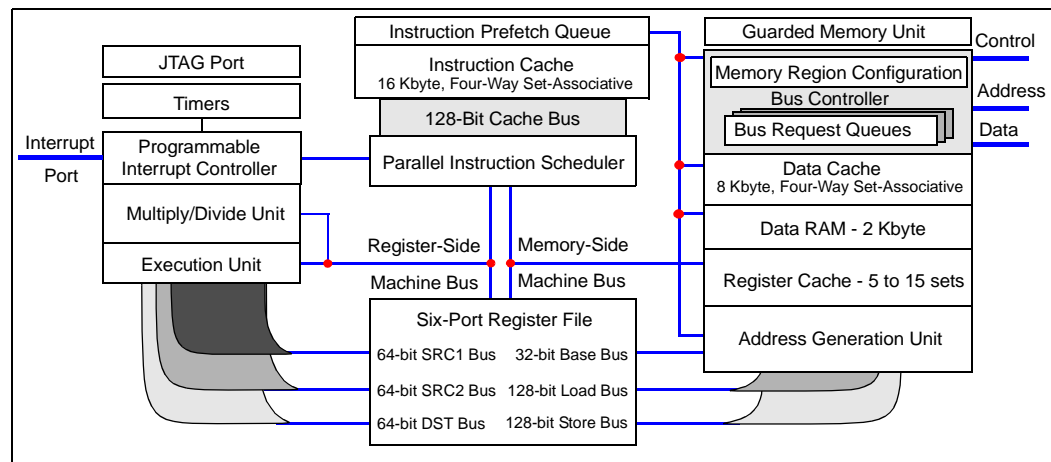 JTAG Port
Timers
Interrupt
Port
Programmable
Interrupt Controller
Multiply/Divide Unit
Execution Unit
Instruction Prefetch Queue
Instruction Cache
16 Kbyte, Four-Way Set-Associative
128-Bit Cache Bus
Parallel Instruction Scheduler
Register-Side
Machine Bus
Memory-Side
Machine Bus
Six-Port Register File
64-bit SRC1 Bus
32-bit Base Bus
64-bit SRC2 Bus
128-bit Load Bus
64-bit DST Bus
128-bit Store Bus
Guarded Memory Unit
Memory Region Configuration
Bus Controller
Bus Request Queues
Data Cache
8 Kbyte, Four-Way Set-Associative
Data RAM - 2 Kbyte
Register Cache - 5 to 15 sets
Address Generation Unit
Control
Address
Data